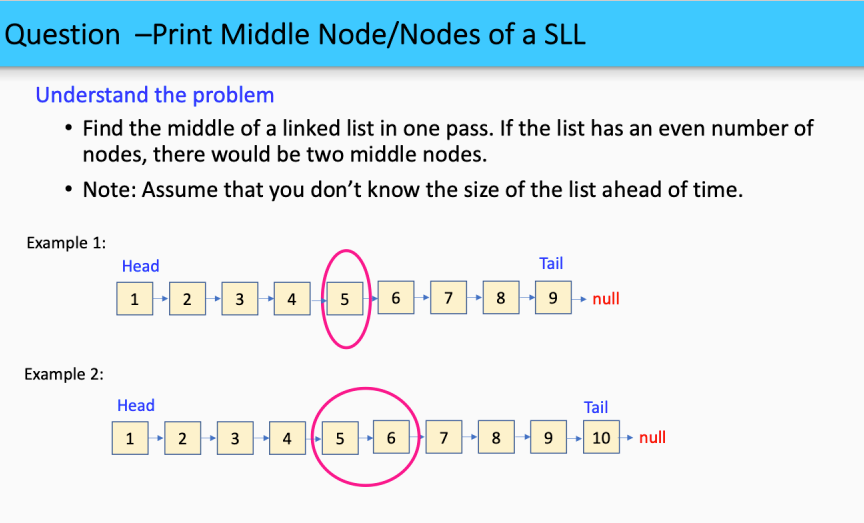 Question –Print Middle Node/Nodes of a SLL
Understand the problem
• Find the middle of a linked list in one pass. If the list has an even number of
nodes, there would be two middle nodes.
• Note: Assume that you don’t know the size of the list ahead of time.
Example 1:
Head Tail
1 2 3 4 5 6 7 8 9 null
Example 2:
Head Tail
1 2 3 4 5 6 7 8 9 10 null